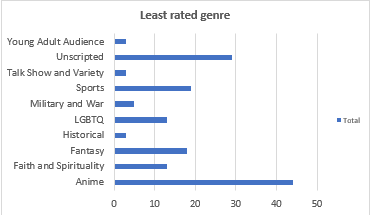 Least rated genre
Young Adult Audience
Unscripted
Talk Show and Variety
Sports
Military and War
LGBTQ
Historical
Fantasy
Faith and Spirituality
Anime
Total
0 10 20 30 40 50